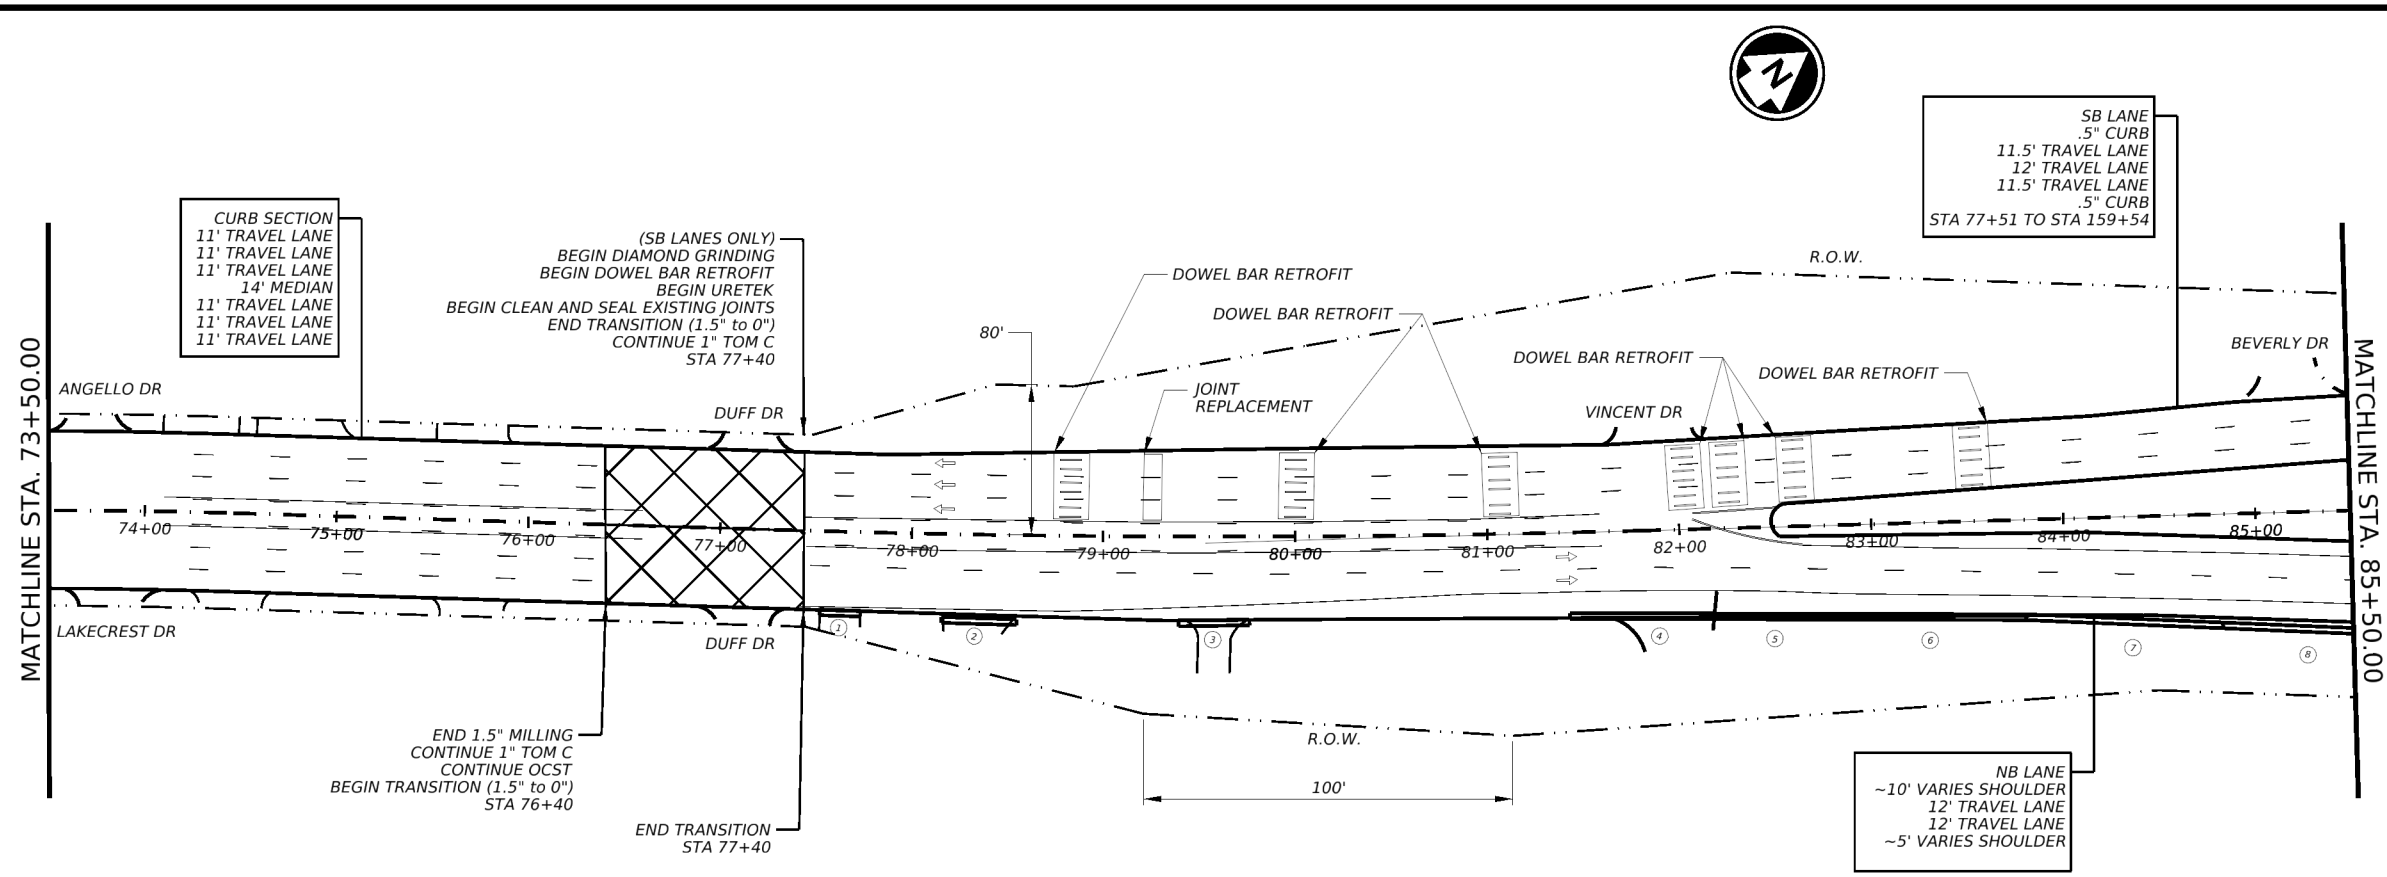 N
SB LANE
.5" CURB
11.5' TRAVEL LANE
12' TRAVEL LANE
11.5' TRAVEL LANE
.5" CURB
STA 77+51 TO STA 159+54
CURB SECTION
11' TRAVEL LANE
11' TRAVEL LANE
11' TRAVEL LANE
14' MEDIAN
11' TRAVEL LANE
11' TRAVEL LANE
11' TRAVEL LANE
(SB LANES ONLY)
BEGIN DIAMOND GRINDING
BEGIN DOWEL BAR RETROFIT
BEGIN URETEK
BEGIN CLEAN AND SEAL EXISTING JOINTS
END TRANSITION (1.5" to 0")
CONTINUE 1" TOM C
STA 77+40
DOWEL BAR RETROFIT
DOWEL BAR RETROFIT
DOWEL BAR RETROFIT
DOWEL BAR RETROFIT
R.O.W.
80'
JOINT
REPLACEMENT
BEVERLY DR
ANGELLO DR
DUFF DR
VINCENT DR
MATCHLINE STA. 73+50.00
MATCHLINE STA. 85+50.00
74+00
75+00
76+00
77+00
78+00
79+00
80+00
81+00
82+00
83+00
84+00
85+00
LAKECREST DR
DUFF DR
1
2
3
4
5
6
7
8
R.O.W.
100'
END 1.5" MILLING
CONTINUE 1" TOM C
CONTINUE OCST
BEGIN TRANSITION (1.5" to 0")
STA 76+40
END TRANSITION
STA 77+40
NB LANE
~10' VARIES SHOULDER
12' TRAVEL LANE
12' TRAVEL LANE
~5' VARIES SHOULDER